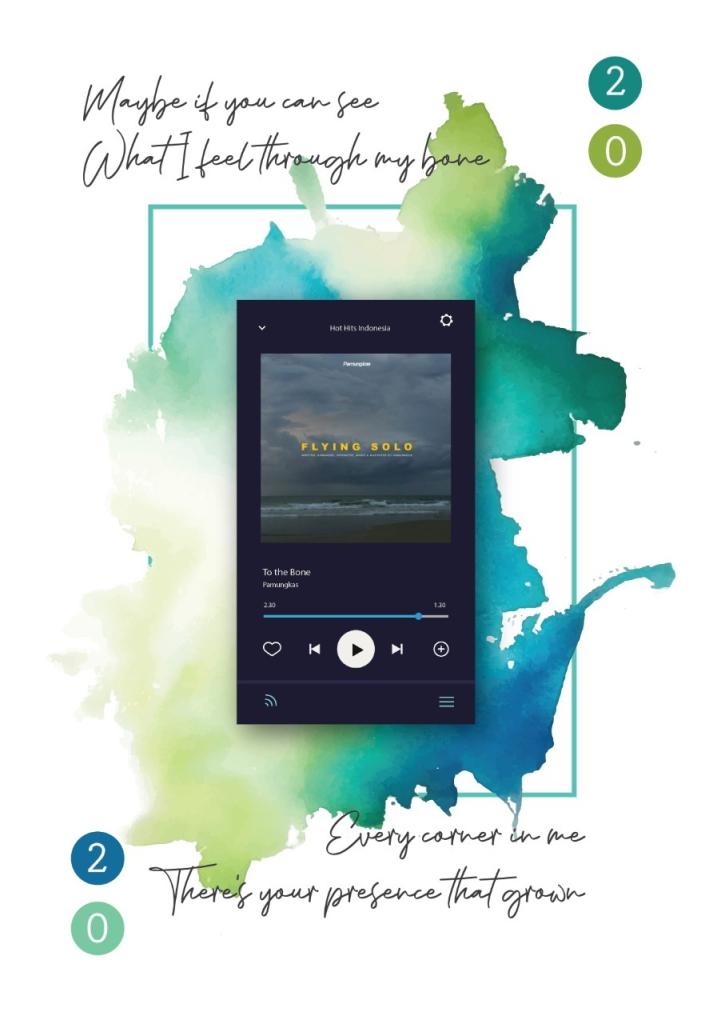 Maybe if you can see
What I feel through my bone
2
0
Hot Hits Indonesia
Pamungkas
FLYING SOLO
To the Bone
Pamungkas
2.30 1.30
Every corner in me
There's your presence that grown
2
0